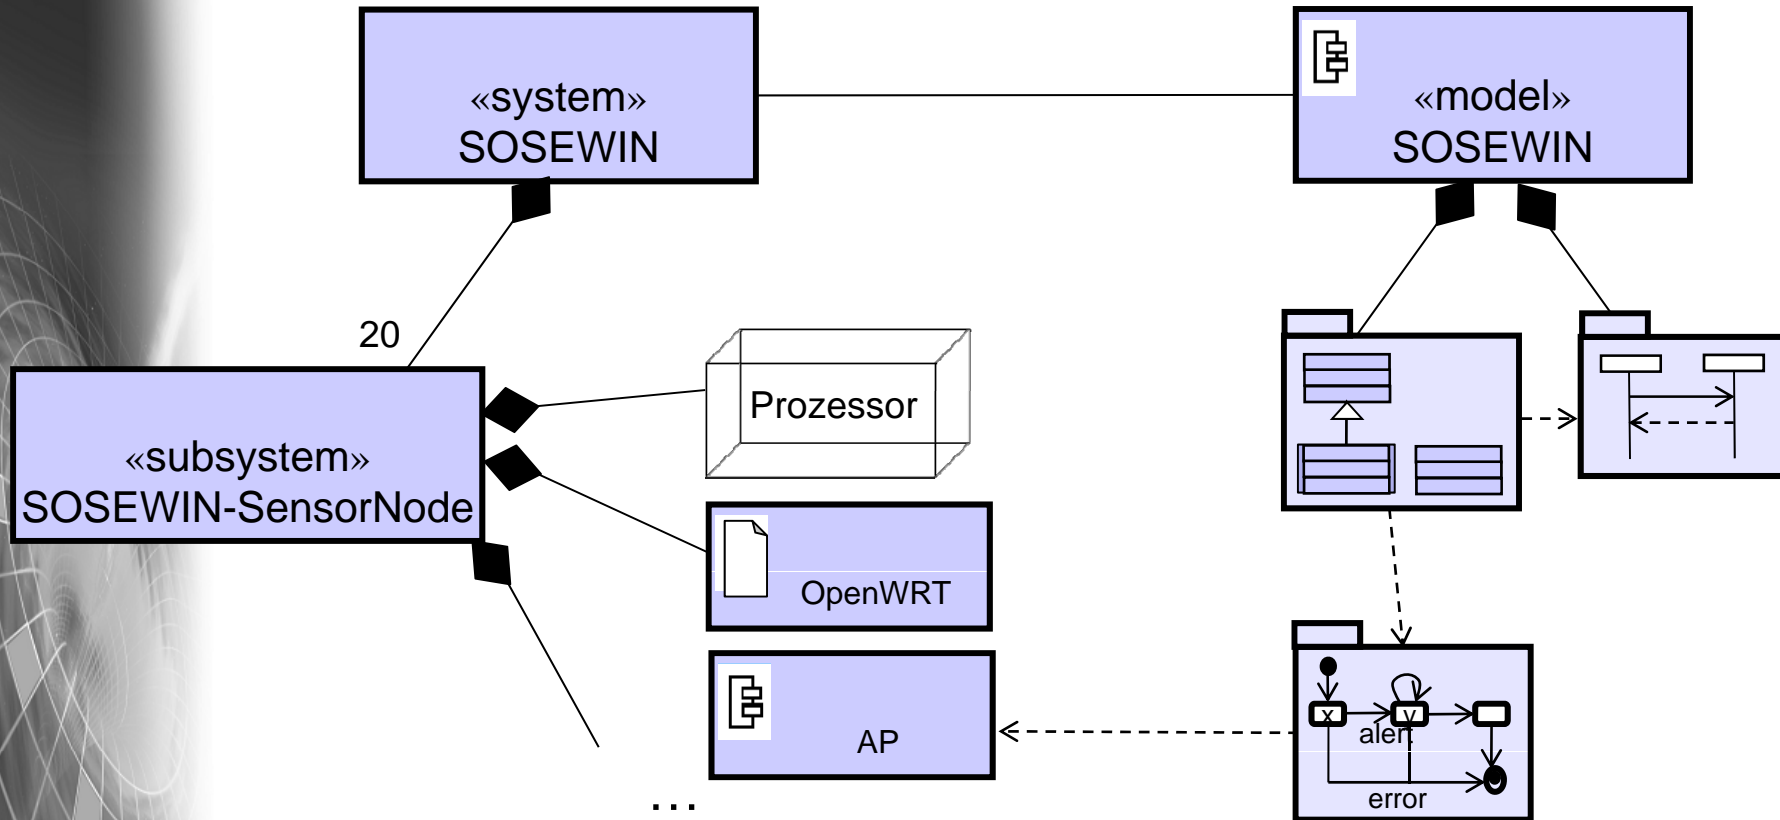 «system»
SOSEWIN
«model»
SOSEWIN
20
«subsystem»
SOSEWIN-SensorNode
Prozessor
OpenWRT
AP
...
x
y
alert
error